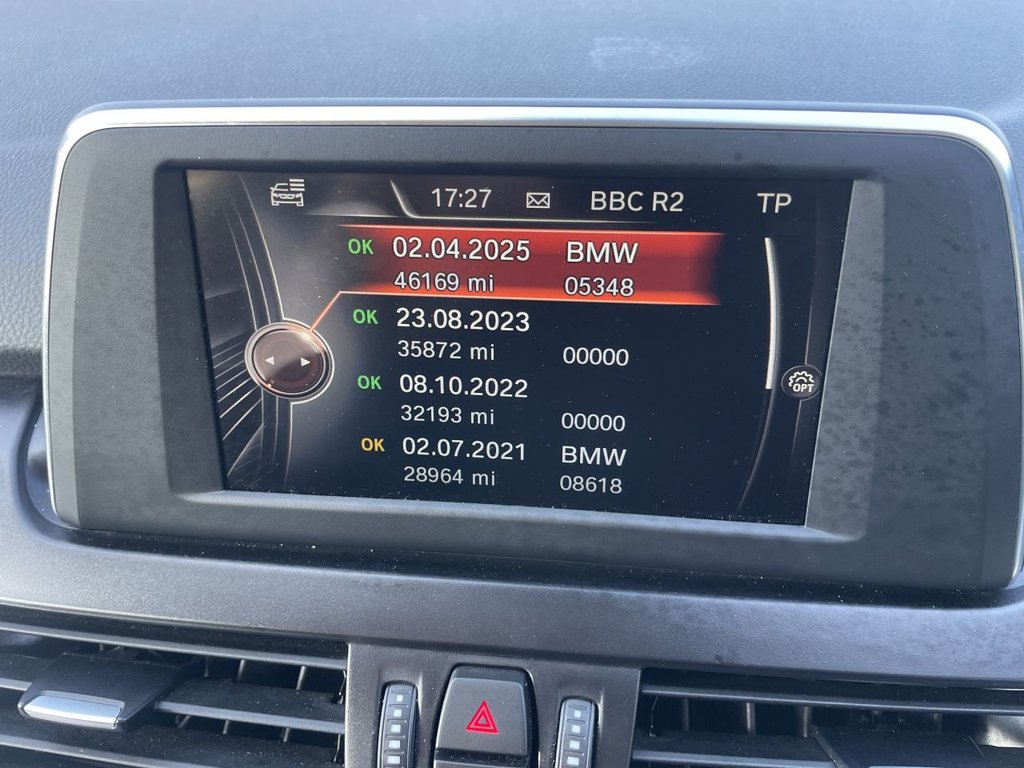 17:27 BBC R2 TP
OK 02.04.2025 BMW
46169 mi 05348
OK 23.08.2023
35872 mi 00000
OK 08.10.2022
32193 mi 00000
OPT
OK 02.07.2021 BMW
28964 mi 08618